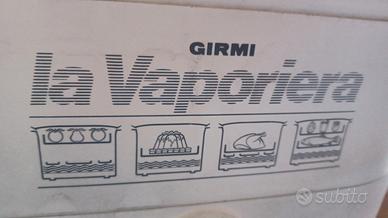 GIRMI
la Vaporiera
subito